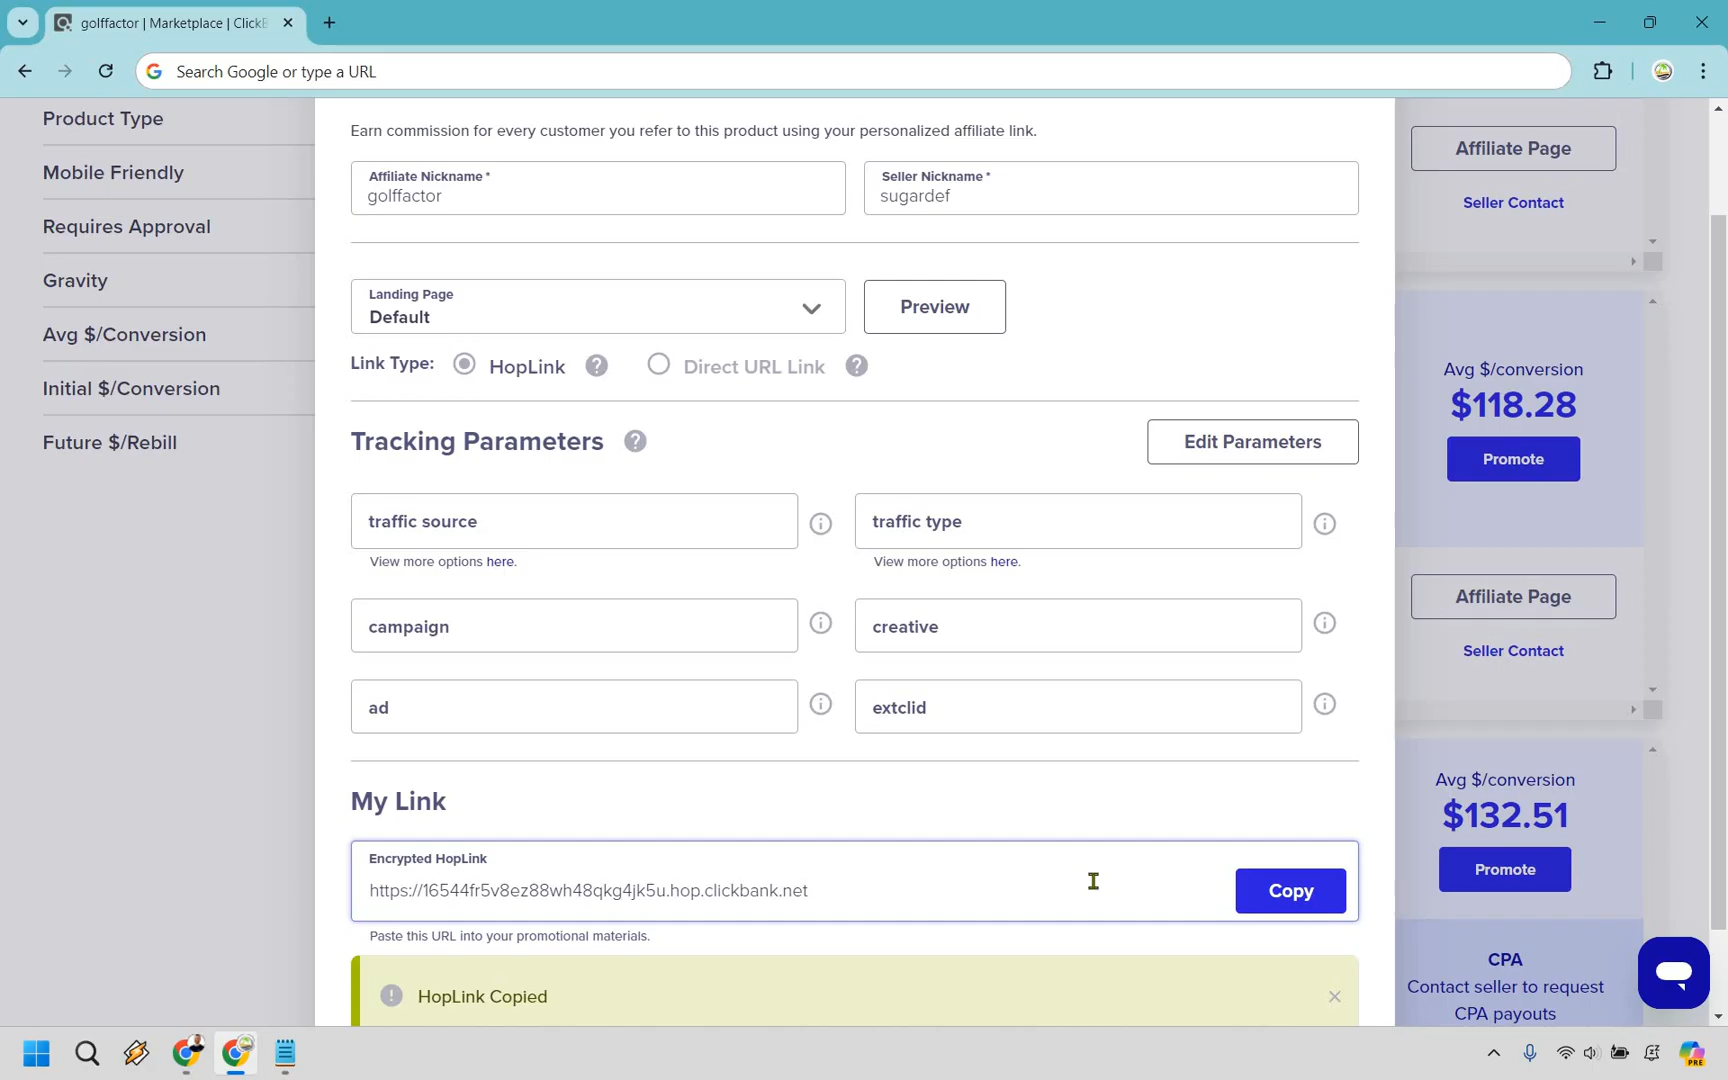 golffactor | Marketplace | ClickB
Search Google or type a URL
Product Type
Mobile Friendly
Requires Approval
Gravity
Avg $/Conversion
Initial $/Conversion
Future $/Rebill
Earn commission for every customer you refer to this product using your personalized affiliate link.
Affiliate Nickname *
golffactor
Seller Nickname *
sugardef
Landing Page
Default
Preview
Link Type:
HopLink
Direct URL Link
Tracking Parameters
Edit Parameters
traffic source
traffic type
View more options here.
View more options here.
campaign
creative
ad
extclid
My Link
Encrypted HopLink
https://16544fr5v8ez88wh48qkg4jk5u.hop.clickbank.net
Copy
Paste this URL into your promotional materials.
HopLink Copied
Affiliate Page
Seller Contact
Avg $/conversion
$118.28
Promote
Affiliate Page
Seller Contact
Avg $/conversion
$132.51
Promote
CPA
Contact seller to request
CPA payouts
PRE